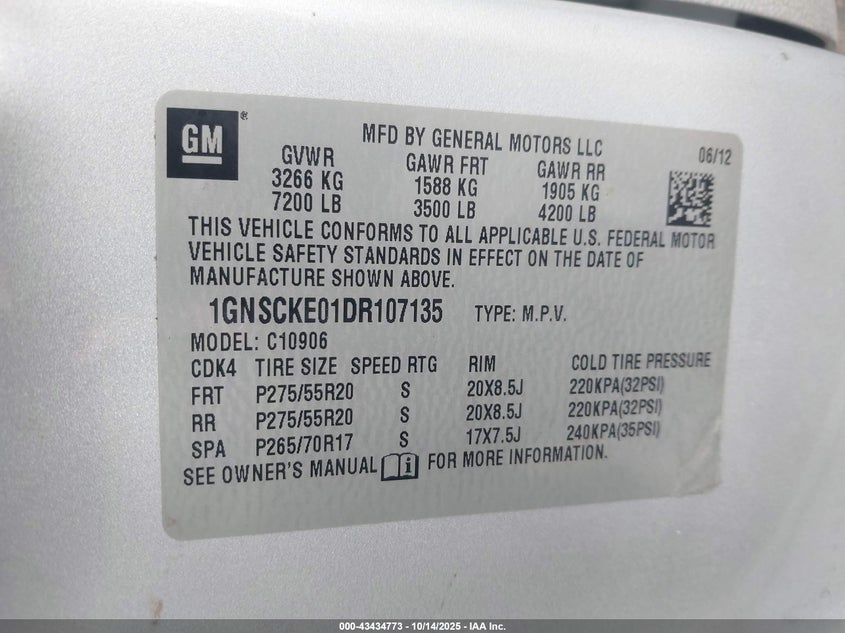 GM®
MFD BY GENERAL MOTORS LLC
06/12
GVWR GAWR FRT GAWR RR
3266 KG 1588 KG 1905 KG
7200 LB 3500 LB 4200 LB
THIS VEHICLE CONFORMS TO ALL APPLICABLE U.S. FEDERAL MOTOR
VEHICLE SAFETY STANDARDS IN EFFECT ON THE DATE OF
MANUFACTURE SHOWN ABOVE.
1GNSCKE01DR107135 TYPE: M.P.V.
MODEL: C10906
CDK4 TIRE SIZE SPEED RTG RIM COLD TIRE PRESSURE
FRT P275/55R20 S 20X8.5J 220KPA(32PSI)
RR P275/55R20 S 20X8.5J 220KPA(32PSI)
SPA P265/70R17 S 17X7.5J 240KPA(35PSI)
SEE OWNER'S MANUAL FOR MORE INFORMATION.
000-43434773 - 10/14/2025 - IAA Inc.